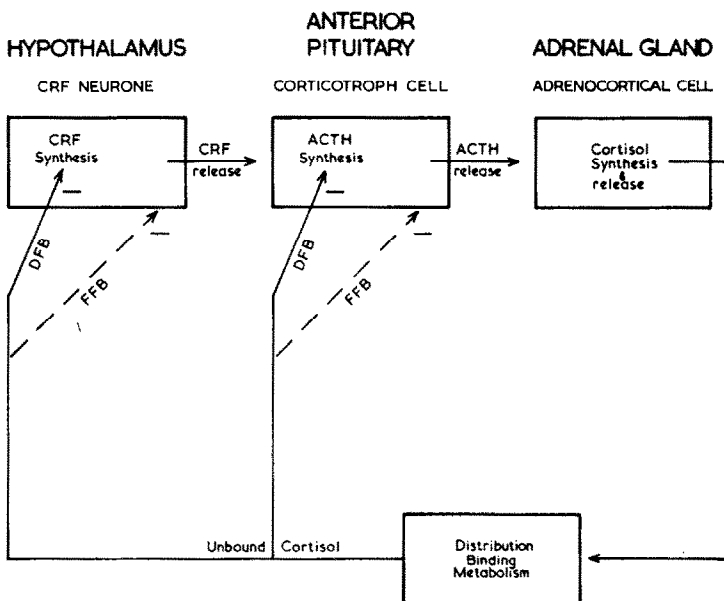 HYPOTHALAMUS
ANTERIOR
PITUITARY
ADRENAL GLAND
CRF NEURONE
CORTICOTROPH CELL
ADRENOCORTICAL CELL
CRF
Synthesis
CRF
release
ACTH
Synthesis
ACTH
release
Cortisol
Synthesis
&
release
DFB
FFB
DFB
FFB
Unbound Cortisol
Distribution
Binding
Metabolism